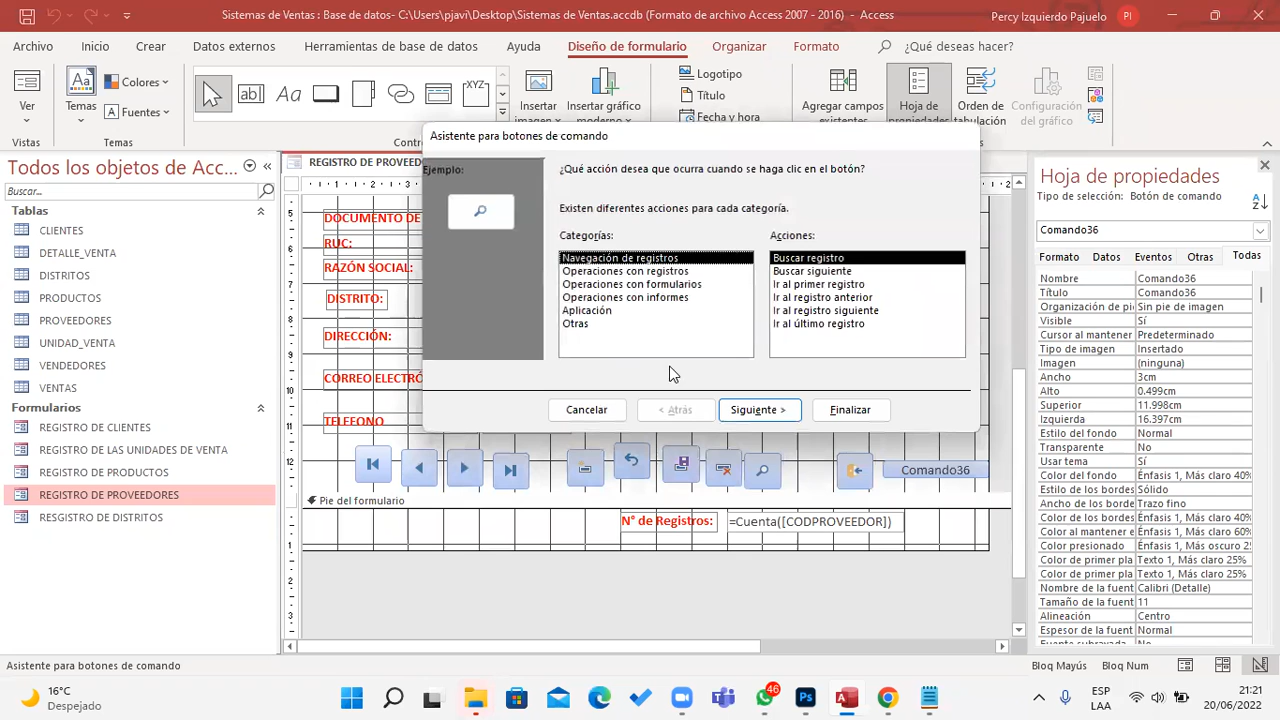 Sistemas de Ventas : Base de datos- C:\Users\pjavi\Desktop\Sistemas de Ventas.accdb (Formato de archivo Access 2007 - 2016) - Access
Percy Izquierdo Pajuelo
PI
Archivo
Inicio
Crear
Datos externos
Herramientas de base de datos
Ayuda
Diseño de formulario
Organizar
Formato
¿Qué deseas hacer?
Ver
Temas
Colores
Fuentes
Aa
XYZ
Insertar
imagen
Insertar gráfico
moderno
Logotipo
Título
Fecha y hora
Agregar campos
existentes
Hoja de
propiedades
Orden de
tabulación
Configuración
del gráfico
Vistas
Temas
Todos los objetos de Acc...
Buscar...
Tablas
CLIENTES
DETALLE_VENTA
DISTRITOS
PRODUCTOS
PROVEEDORES
UNIDAD_VENTA
VENDEDORES
VENTAS
Formularios
REGISTRO DE CLIENTES
REGISTRO DE LAS UNIDADES DE VENTA
REGISTRO DE PRODUCTOS
REGISTRO DE PROVEEDORES
RESGISTRO DE DISTRITOS
REGISTRO DE PROVEED
DOCUMENTO DE
RUC:
RAZÓN SOCIAL:
DISTRITO:
DIRECCIÓN:
CORREO ELECTRÓ
TELEFONO
Comando36
Pie del formulario
N° de Registros:
=Cuenta([CODPROVEEDOR])
Asistente para botones de comando
Ejemplo:
¿Qué acción desea que ocurra cuando se haga clic en el botón?
Existen diferentes acciones para cada categoría.
Categorías:
Navegación de registros
Operaciones con registros
Operaciones con formularios
Operaciones con informes
Aplicación
Otras
Acciones:
Buscar registro
Buscar siguiente
Ir al primer registro
Ir al registro anterior
Ir al registro siguiente
Ir al último registro
Cancelar
< Atrás
Siguiente >
Finalizar
Hoja de propiedades
Tipo de selección: Botón de comando
Comando36
Formato
Datos
Eventos
Otras
Todas
Nombre Comando36
Título Comando36
Organización de pi Sin pie de imagen
Visible Sí
Cursor al mantener Predeterminado
Tipo de imagen Insertado
Imagen (ninguna)
Ancho 3cm
Alto 0.499cm
Superior 11.998cm
Izquierda 16.397cm
Estilo del fondo Normal
Transparente No
Usar tema Sí
Color del fondo Énfasis 1, Más claro 40%
Estilo de los borde Sólido
Ancho de los bord Trazo fino
Color de los borde Énfasis 1, Más claro 40%
Color al mantener e Énfasis 1, Más claro 60%
Color presionado Énfasis 1, Más oscuro 25
Color de primer pla Texto 1, Más claro 25%
Color de primer pla Texto 1, Más claro 25%
Nombre de la fuent Calibri (Detalle)
Tamaño de la fuent 11
Alineación Centro
Espesor de la fuent Normal
Asistente para botones de comando
Bloq Mayús
Bloq Num
16°C
Despejado
46
ESP
LAA
21:21
20/06/2022